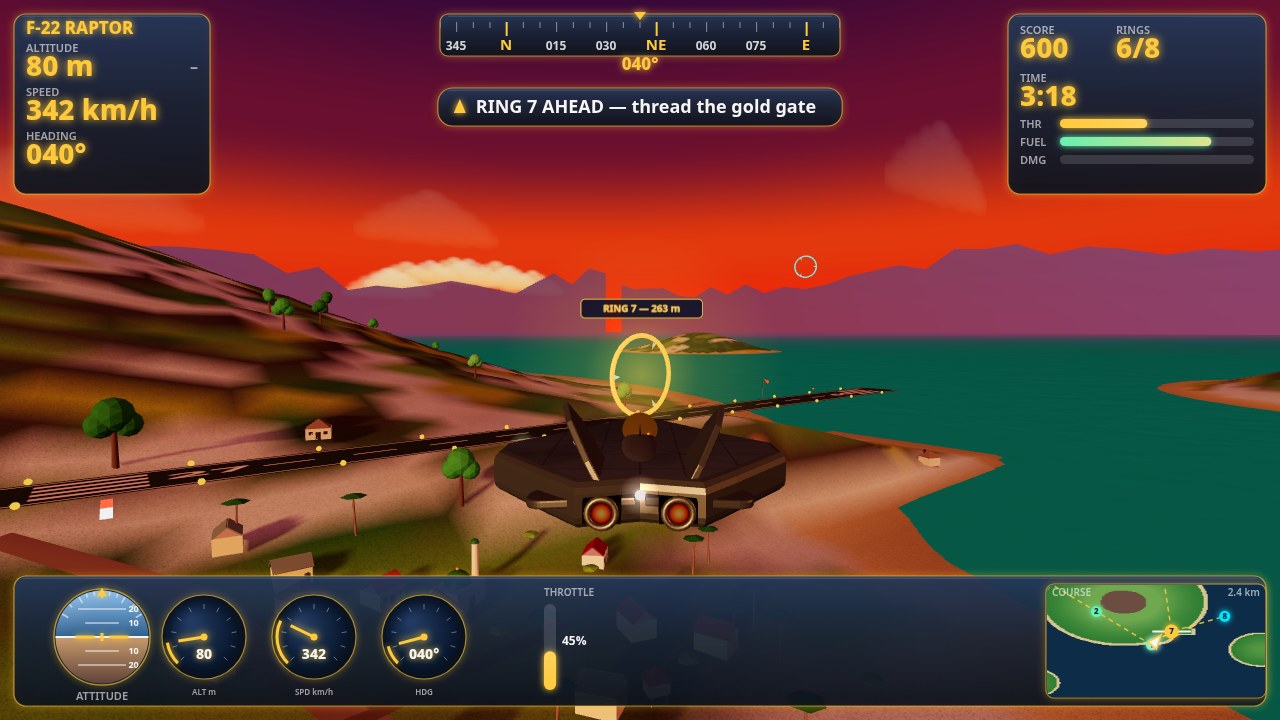 F-22 RAPTOR
ALTITUDE
80 m
–
SPEED
342 km/h
HEADING
040°
345 N 015 030 NE 060 075 E
040°
▲ RING 7 AHEAD — thread the gold gate
SCORE RINGS
600 6/8
TIME
3:18
THR
FUEL
DMG
RING 7 — 263 m
20
10
10
20
ATTITUDE
80
ALT m
342
SPD km/h
040°
HDG
THROTTLE
45%
COURSE 2.4 km
2
7
8